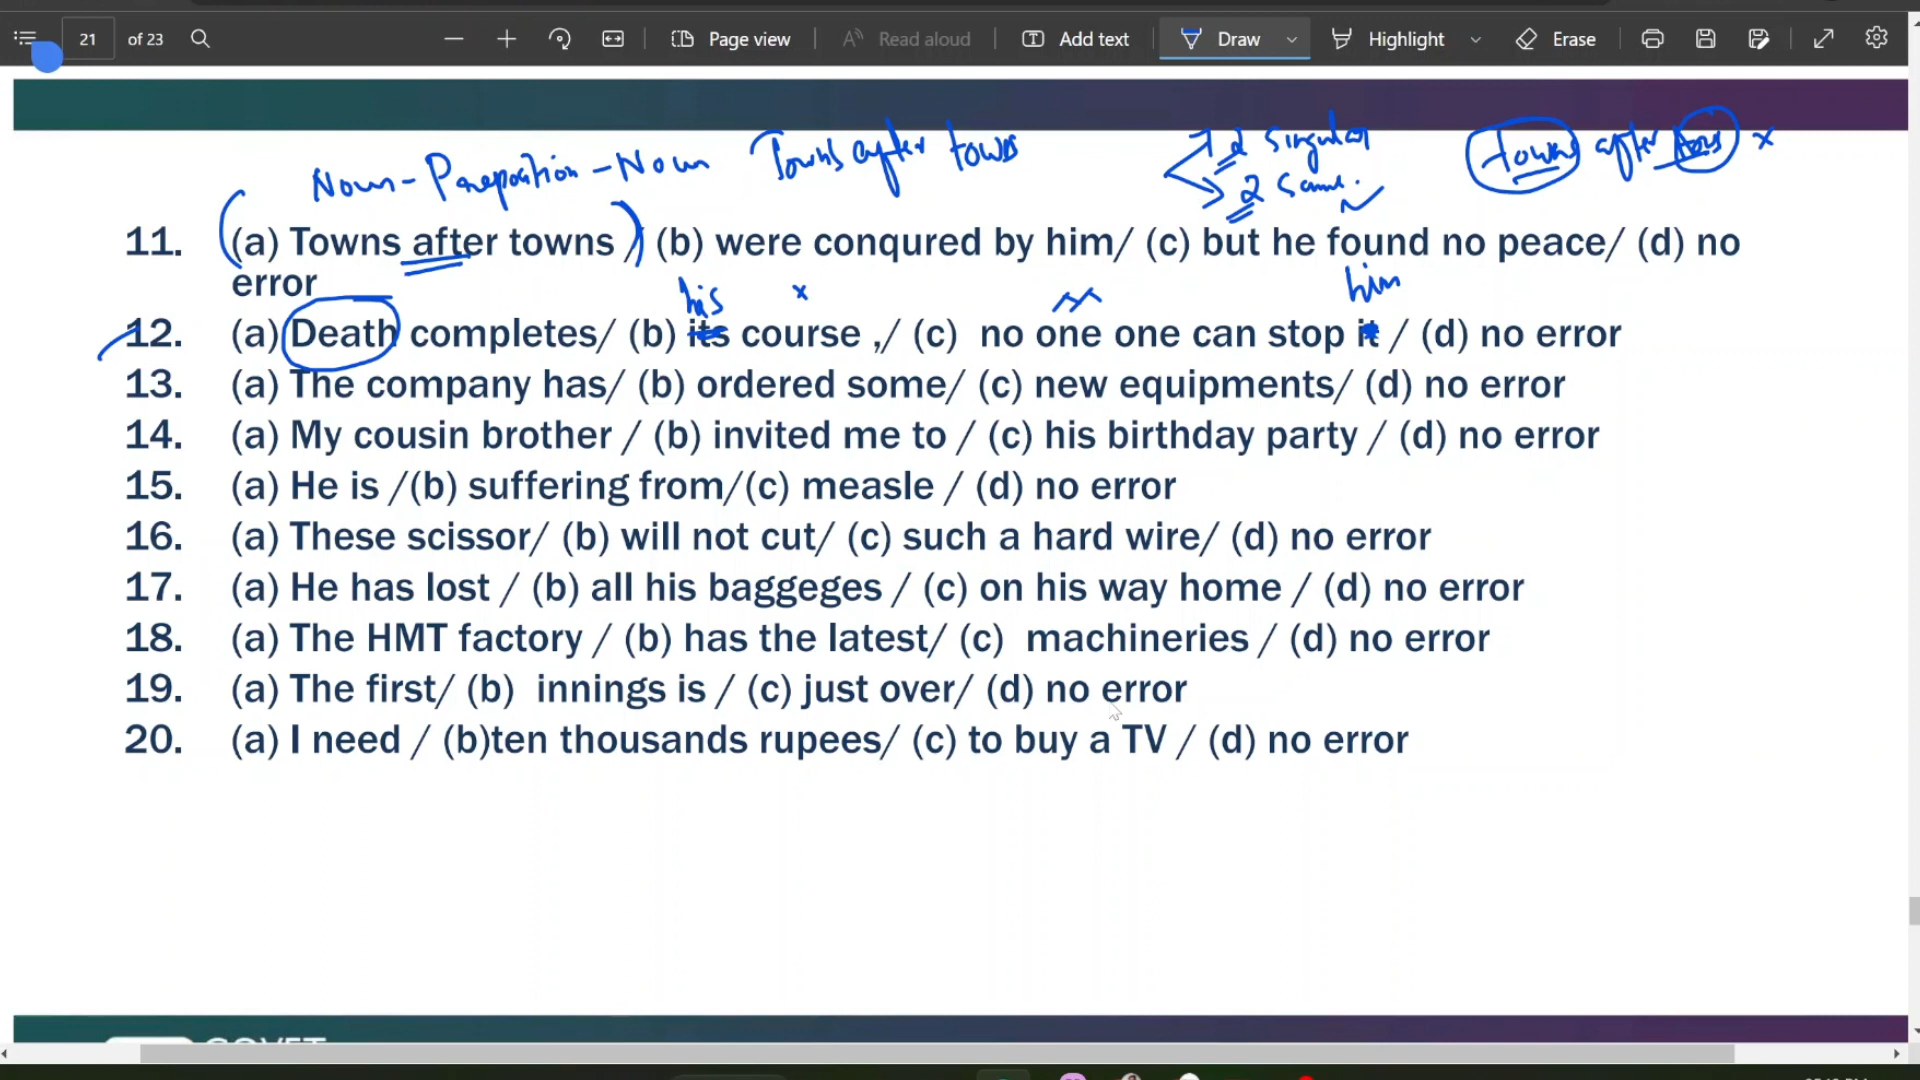 21 of 23 Page view Read aloud Add text Draw Highlight Erase
Noun - Preposition - Noun Towns after towns 2 singular Towns after x
2 same.
11. (a) Towns after towns / (b) were conqured by him/ (c) but he found no peace/ (d) no
error his x him
12. (a) Death completes/ (b) its course ,/ (c) no one one can stop it / (d) no error
13. (a) The company has/ (b) ordered some/ (c) new equipments/ (d) no error
14. (a) My cousin brother / (b) invited me to / (c) his birthday party / (d) no error
15. (a) He is /(b) suffering from/(c) measle / (d) no error
16. (a) These scissor/ (b) will not cut/ (c) such a hard wire/ (d) no error
17. (a) He has lost / (b) all his baggeges / (c) on his way home / (d) no error
18. (a) The HMT factory / (b) has the latest/ (c) machineries / (d) no error
19. (a) The first/ (b) innings is / (c) just over/ (d) no error
20. (a) I need / (b)ten thousands rupees/ (c) to buy a TV / (d) no error